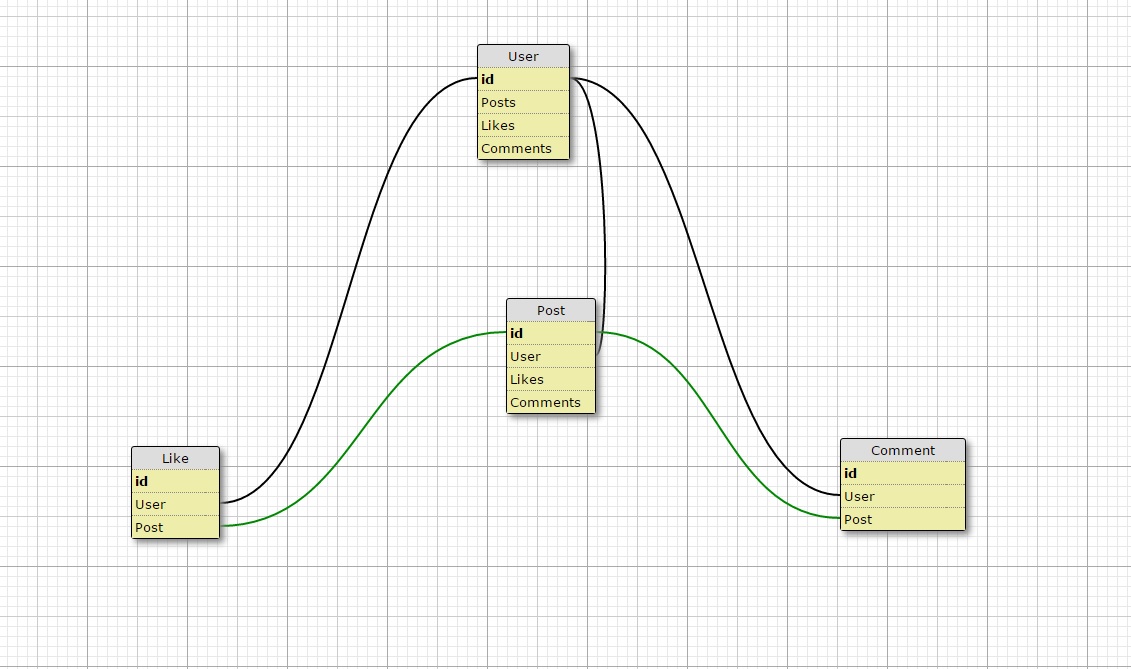 User
id
Posts
Likes
Comments
Post
id
User
Likes
Comments
Like
id
User
Post
Comment
id
User
Post